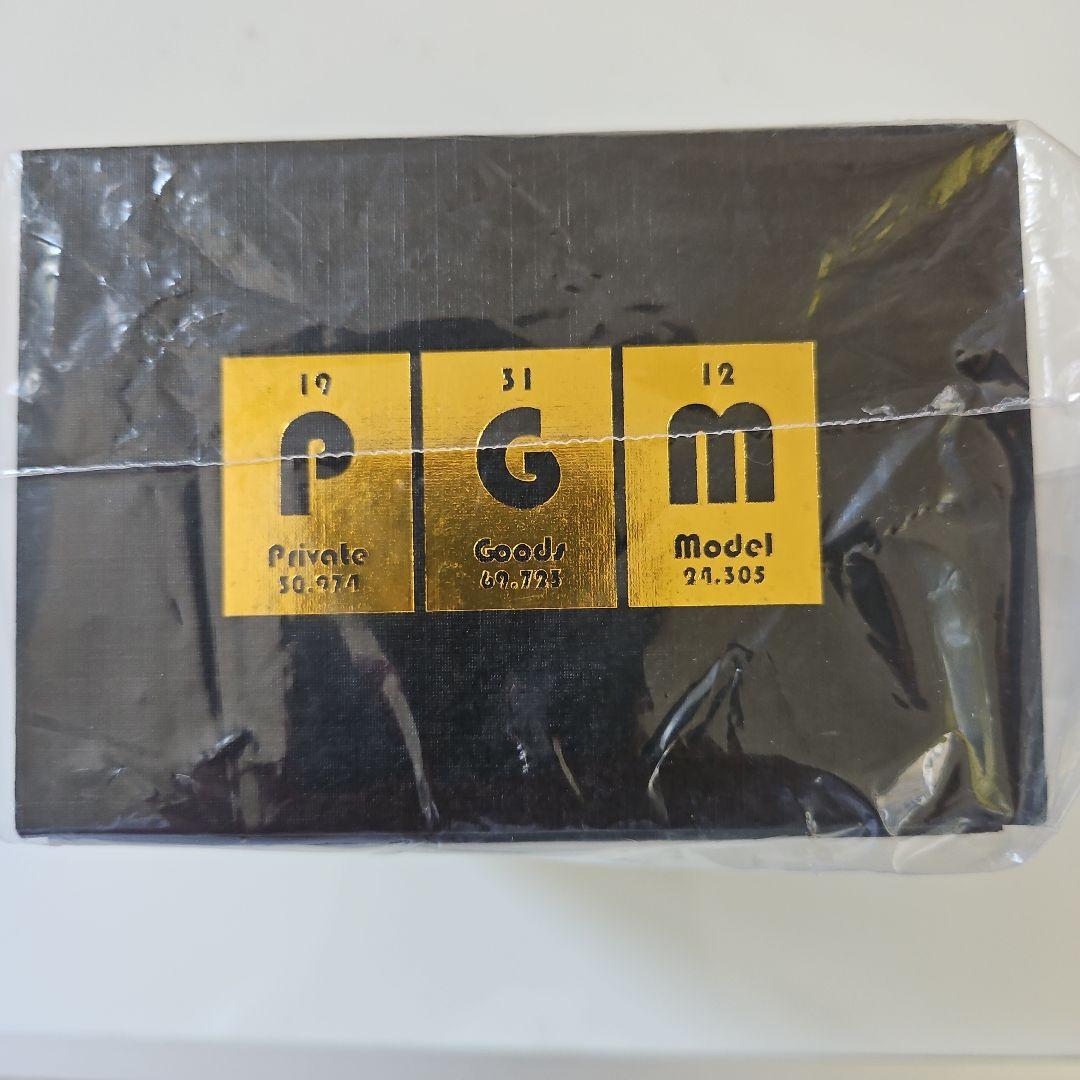 19
P
Private
30.974
31
G
Goods
69.723
12
m
Model
24.305